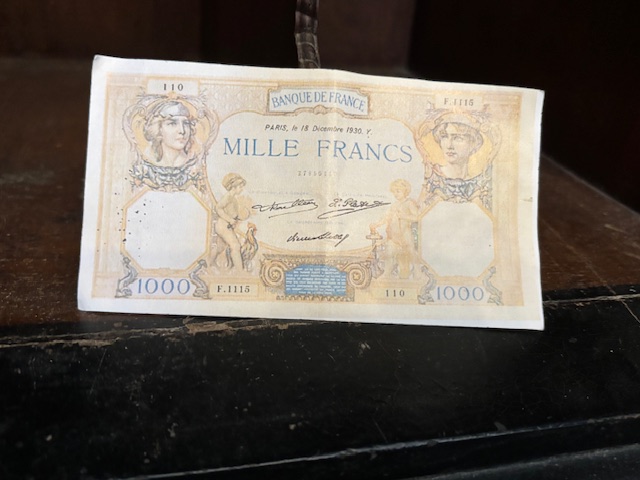 110
BANQUE DE FRANCE
F.1115
PARIS, le 18 Décembre 1930. Y.
MILLE FRANCS
1000
F.1115
110
1000